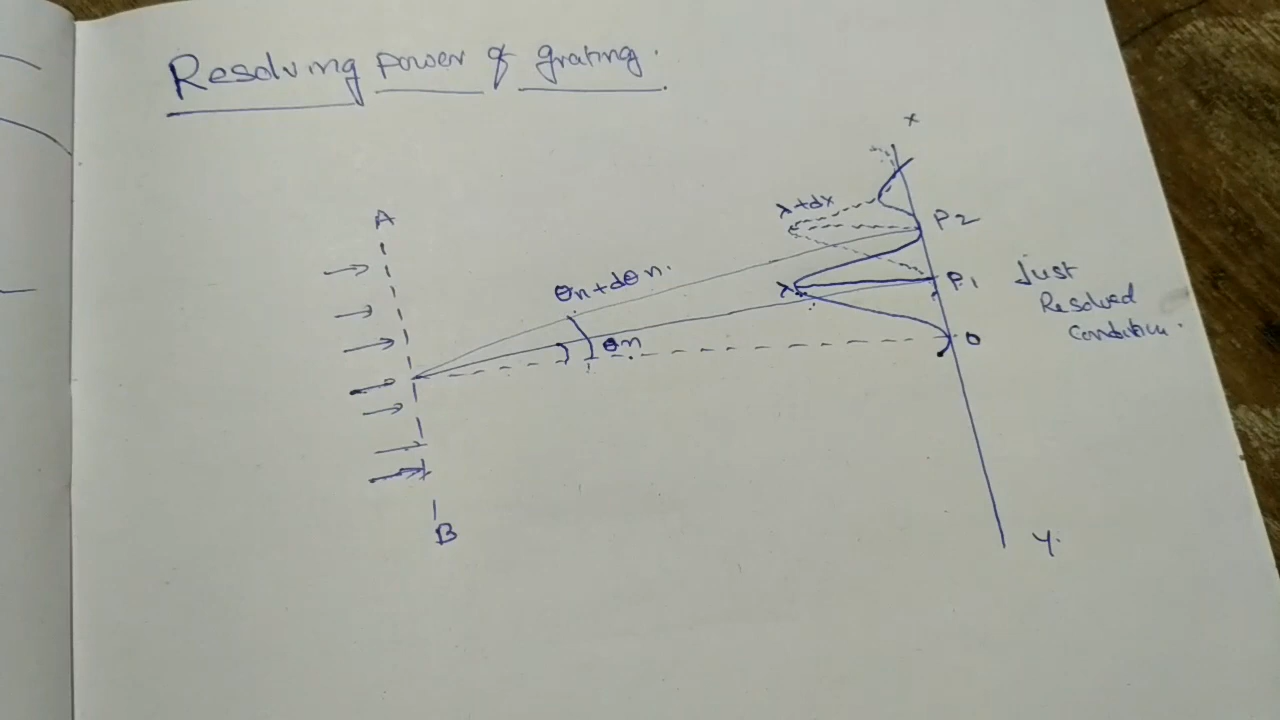 Resolving power of grating.
x
A
λ+dλ
P2
θn+dθn.
λ
P1
Just
Resolved
Condition.
θn
O
B
Y.